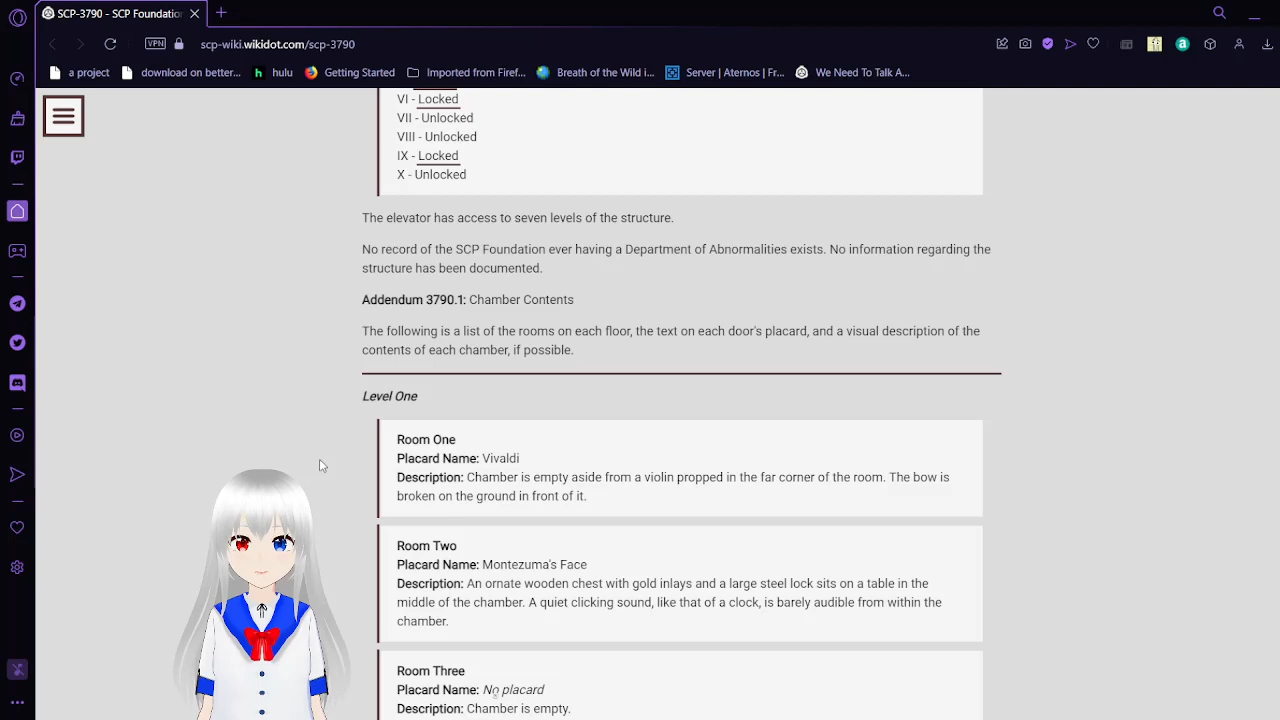 SCP-3790 - SCP Foundation
VPN
scp-wiki.wikidot.com/scp-3790
a project
download on better...
hulu
Getting Started
Imported from Firef...
Breath of the Wild i...
Server | Aternos | Fr...
We Need To Talk A...
VI - Locked
VII - Unlocked
VIII - Unlocked
IX - Locked
X - Unlocked
The elevator has access to seven levels of the structure.
No record of the SCP Foundation ever having a Department of Abnormalities exists. No information regarding the
structure has been documented.
Addendum 3790.1: Chamber Contents
The following is a list of the rooms on each floor, the text on each door's placard, and a visual description of the
contents of each chamber, if possible.
Level One
Room One
Placard Name: Vivaldi
Description: Chamber is empty aside from a violin propped in the far corner of the room. The bow is
broken on the ground in front of it.
Room Two
Placard Name: Montezuma's Face
Description: An ornate wooden chest with gold inlays and a large steel lock sits on a table in the
middle of the chamber. A quiet clicking sound, like that of a clock, is barely audible from within the
chamber.
Room Three
Placard Name: No placard
Description: Chamber is empty.